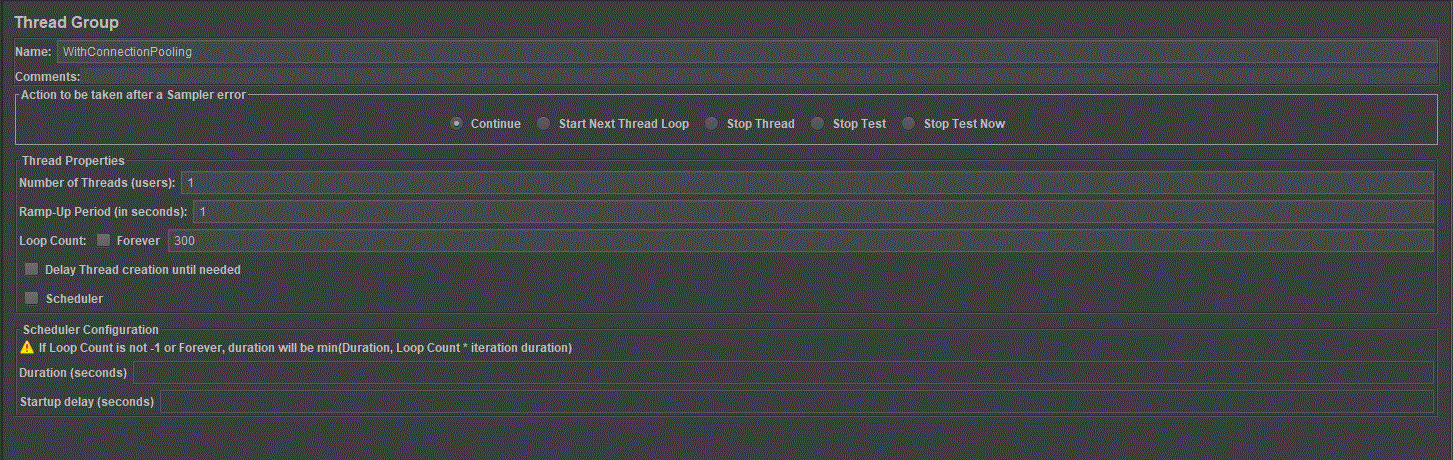 Thread Group
Name: WithConnectionPooling
Comments:
Action to be taken after a Sampler error
Continue Start Next Thread Loop Stop Thread Stop Test Stop Test Now
Thread Properties
Number of Threads (users): 1
Ramp-Up Period (in seconds): 1
Loop Count: Forever 300
Delay Thread creation until needed
Scheduler
Scheduler Configuration
If Loop Count is not -1 or Forever, duration will be min(Duration, Loop Count * iteration duration)
Duration (seconds)
Startup delay (seconds)